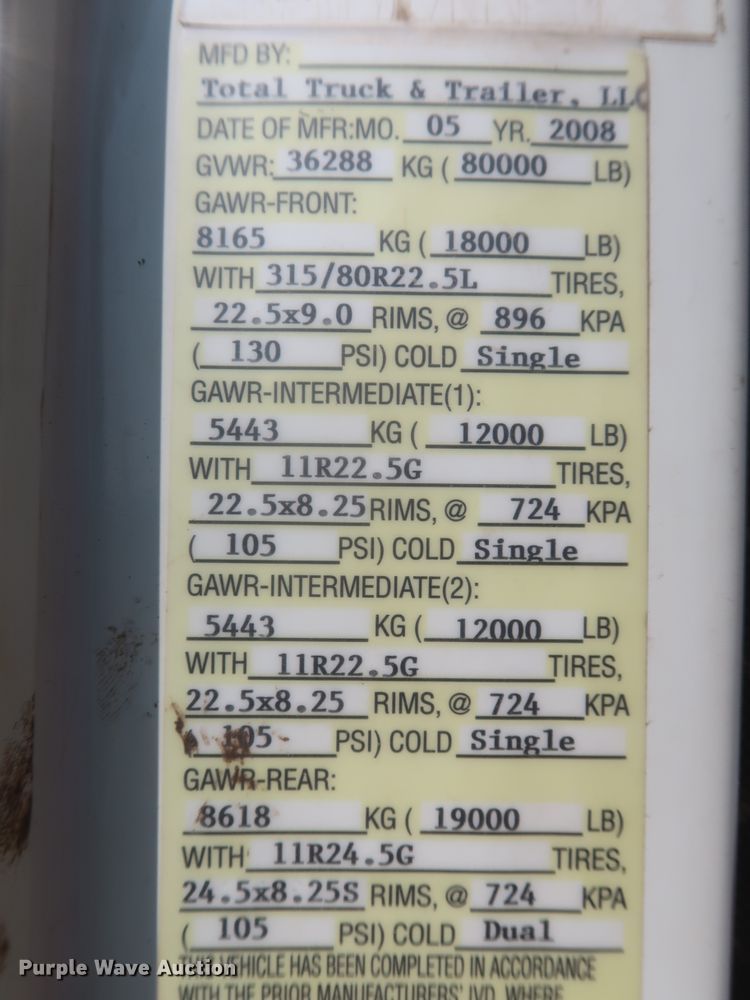 MFD BY:
Total Truck & Trailer, LLC
DATE OF MFR:MO. 05 YR. 2008
GVWR: 36288 KG ( 80000 LB)
GAWR-FRONT:
8165 KG ( 18000 LB)
WITH 315/80R22.5L TIRES,
22.5x9.0 RIMS, @ 896 KPA
( 130 PSI) COLD Single
GAWR-INTERMEDIATE(1):
5443 KG ( 12000 LB)
WITH 11R22.5G TIRES,
22.5x8.25 RIMS, @ 724 KPA
( 105 PSI) COLD Single
GAWR-INTERMEDIATE(2):
5443 KG ( 12000 LB)
WITH 11R22.5G TIRES,
22.5x8.25 RIMS, @ 724 KPA
( 105 PSI) COLD Single
GAWR-REAR:
8618 KG ( 19000 LB)
WITH 11R24.5G TIRES,
24.5x8.25S RIMS, @ 724 KPA
( 105 PSI) COLD Dual
THIS VEHICLE HAS BEEN COMPLETED IN ACCORDANCE
WITH THE PRIOR MANUFACTURERS' IVD, WHERE
Purple Wave Auction